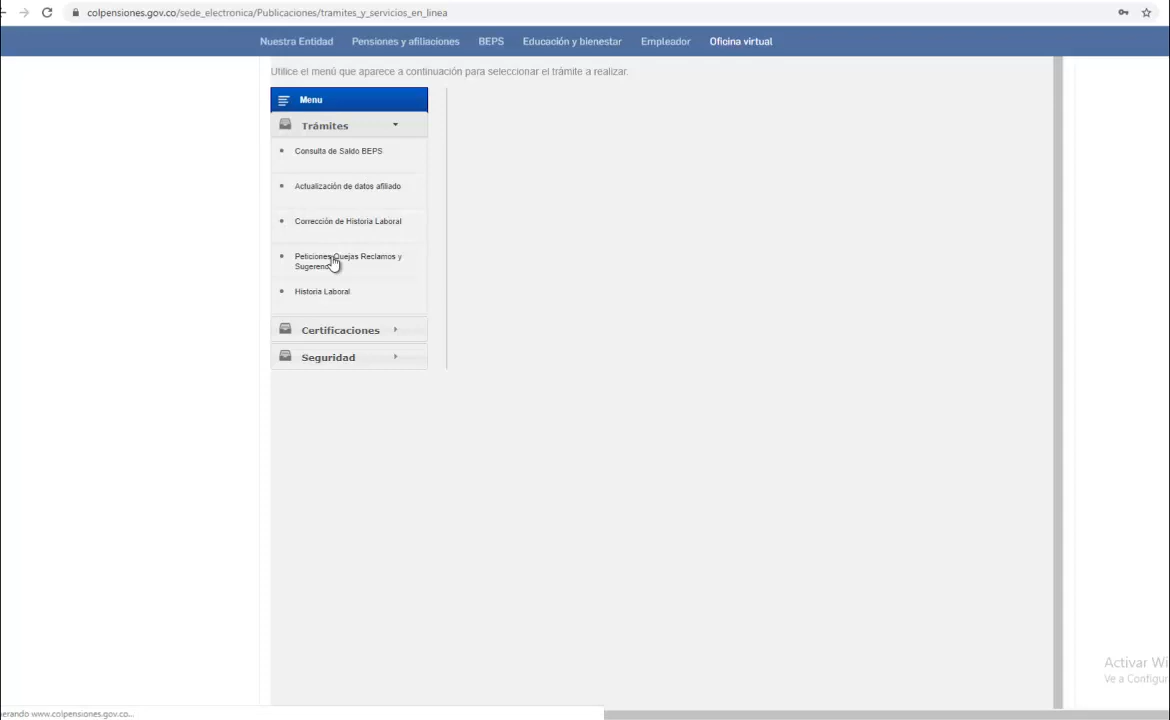 colpensiones.gov.co/sede_electronica/Publicaciones/tramites_y_servicios_en_linea
Nuestra Entidad Pensiones y afiliaciones BEPS Educación y bienestar Empleador Oficina virtual
Utilice el menú que aparece a continuación para seleccionar el trámite a realizar.
Menu
Trámites
Consulta de Saldo BEPS
Actualización de datos afiliado
Corrección de Historia Laboral
Peticiones Quejas Reclamos y
Historia Laboral
Certificaciones
Seguridad
Activar Wi
Ve a Configur
erando www.colpensiones.gov.co...